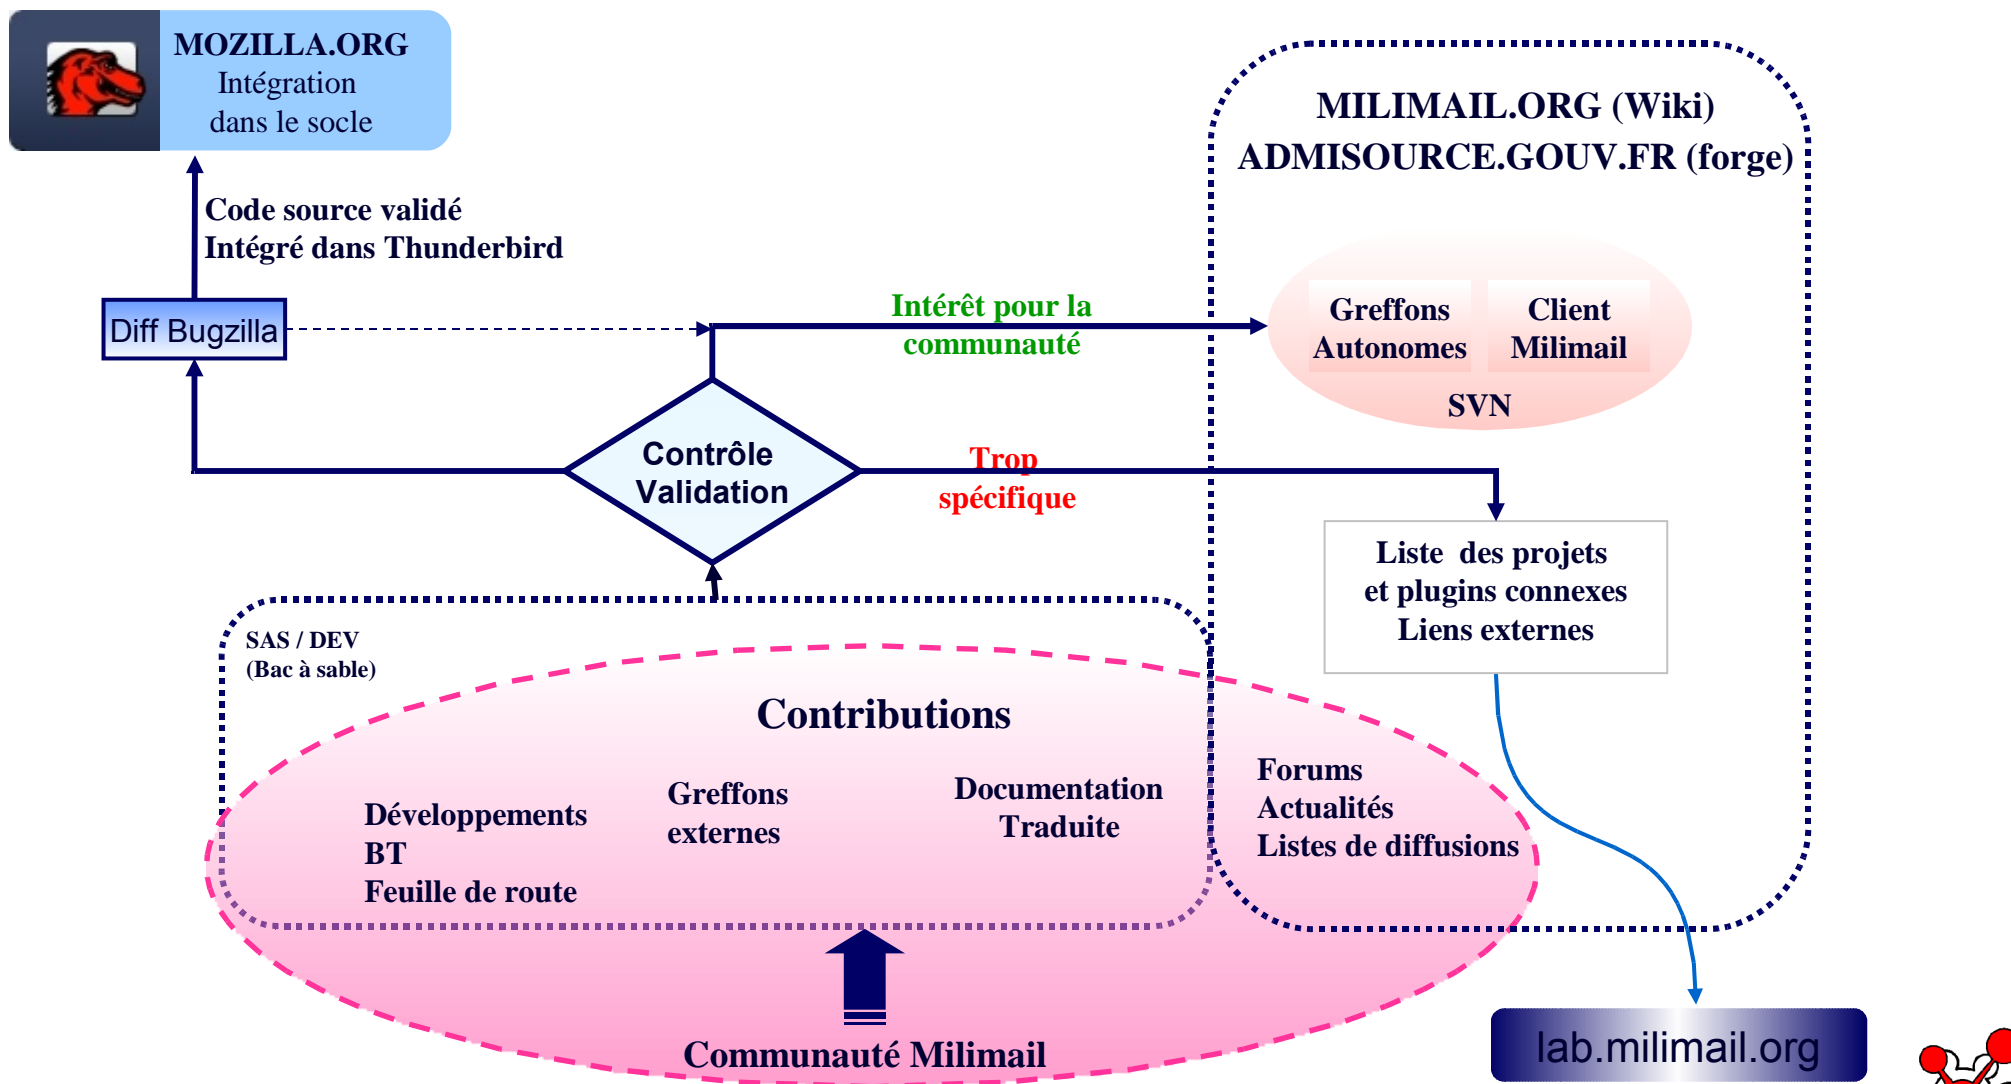 MOZILLA.ORG
Intégration
dans le socle
MILIMAIL.ORG (Wiki)
ADMISOURCE.GOUV.FR (forge)
Code source validé
Intégré dans Thunderbird
Diff Bugzilla
Intérêt pour la
communauté
Greffons
Autonomes
Client
Milimail
SVN
Contrôle
Validation
Trop
spécifique
Liste des projets
et plugins connexes
Liens externes
SAS / DEV
(Bac à sable)
Contributions
Développements
BT
Feuille de route
Greffons
externes
Documentation
Traduite
Forums
Actualités
Listes de diffusions
Communauté Milimail
lab.milimail.org